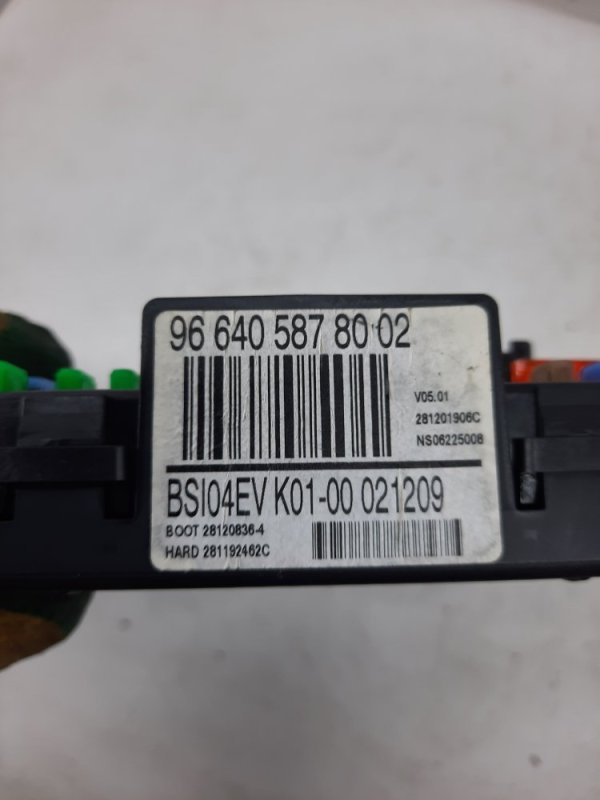 96 640 587 80 02
V05.01
281201906C
NS06225008
BSI04EV K01-00 021209
BOOT 28120836-4
HARD 281192462C